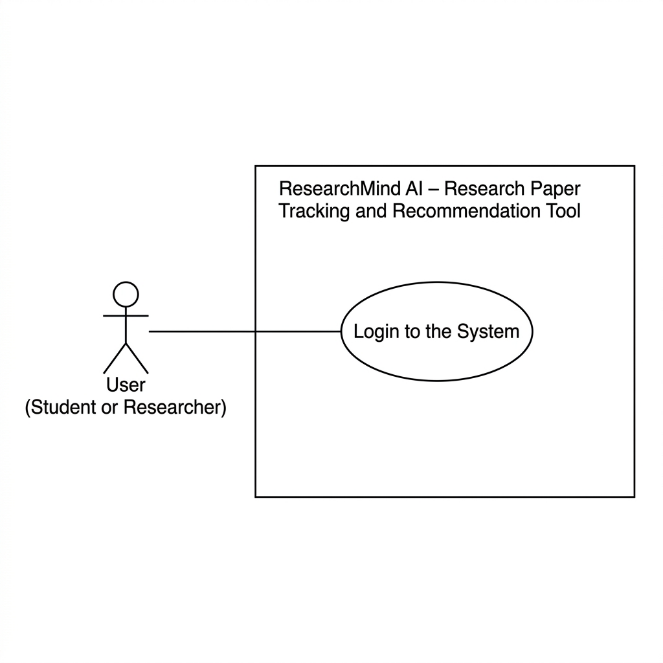 ResearchMind AI – Research Paper
Tracking and Recommendation Tool
Login to the System
User
(Student or Researcher)